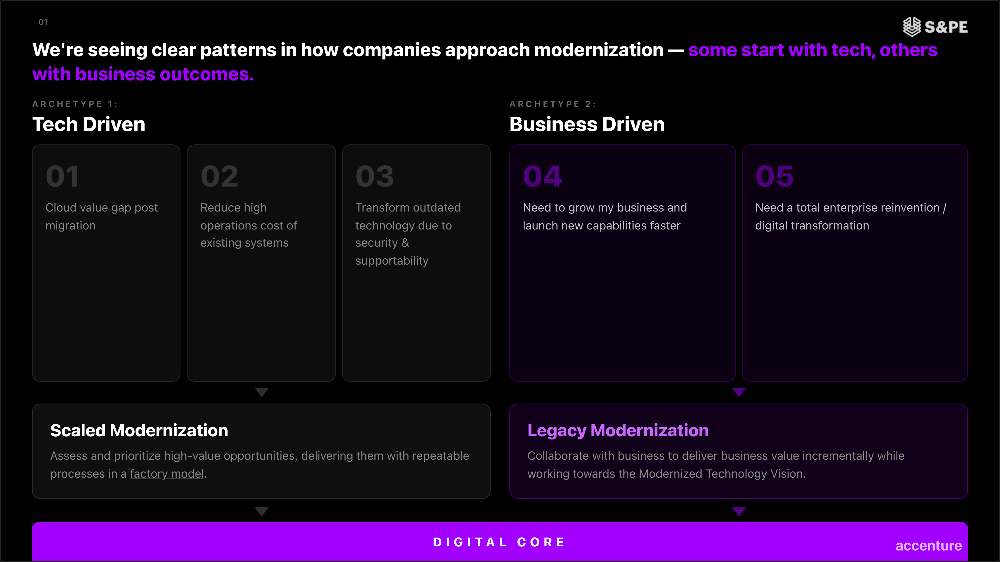 01
S&PE
We're seeing clear patterns in how companies approach modernization — some start with tech, others
with business outcomes.
ARCHETYPE 1:
Tech Driven
01
Cloud value gap post
migration
02
Reduce high
operations cost of
existing systems
03
Transform outdated
technology due to
security &
supportability
Scaled Modernization
Assess and prioritize high-value opportunities, delivering them with repeatable
processes in a factory model.
ARCHETYPE 2:
Business Driven
04
Need to grow my business and
launch new capabilities faster
05
Need a total enterprise reinvention /
digital transformation
Legacy Modernization
Collaborate with business to deliver business value incrementally while
working towards the Modernized Technology Vision.
DIGITAL CORE
accenture